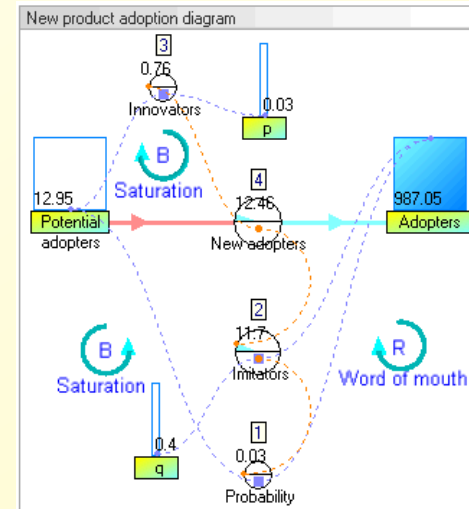 New product adoption diagram
3
0.76
Innovators
0.03
p
B
Saturation
12.95
Potential
adopters
4
12.46
New adopters
987.05
Adopters
2
11.7
Imitators
B
Saturation
R
Word of mouth
0.4
q
1
0.03
Probability